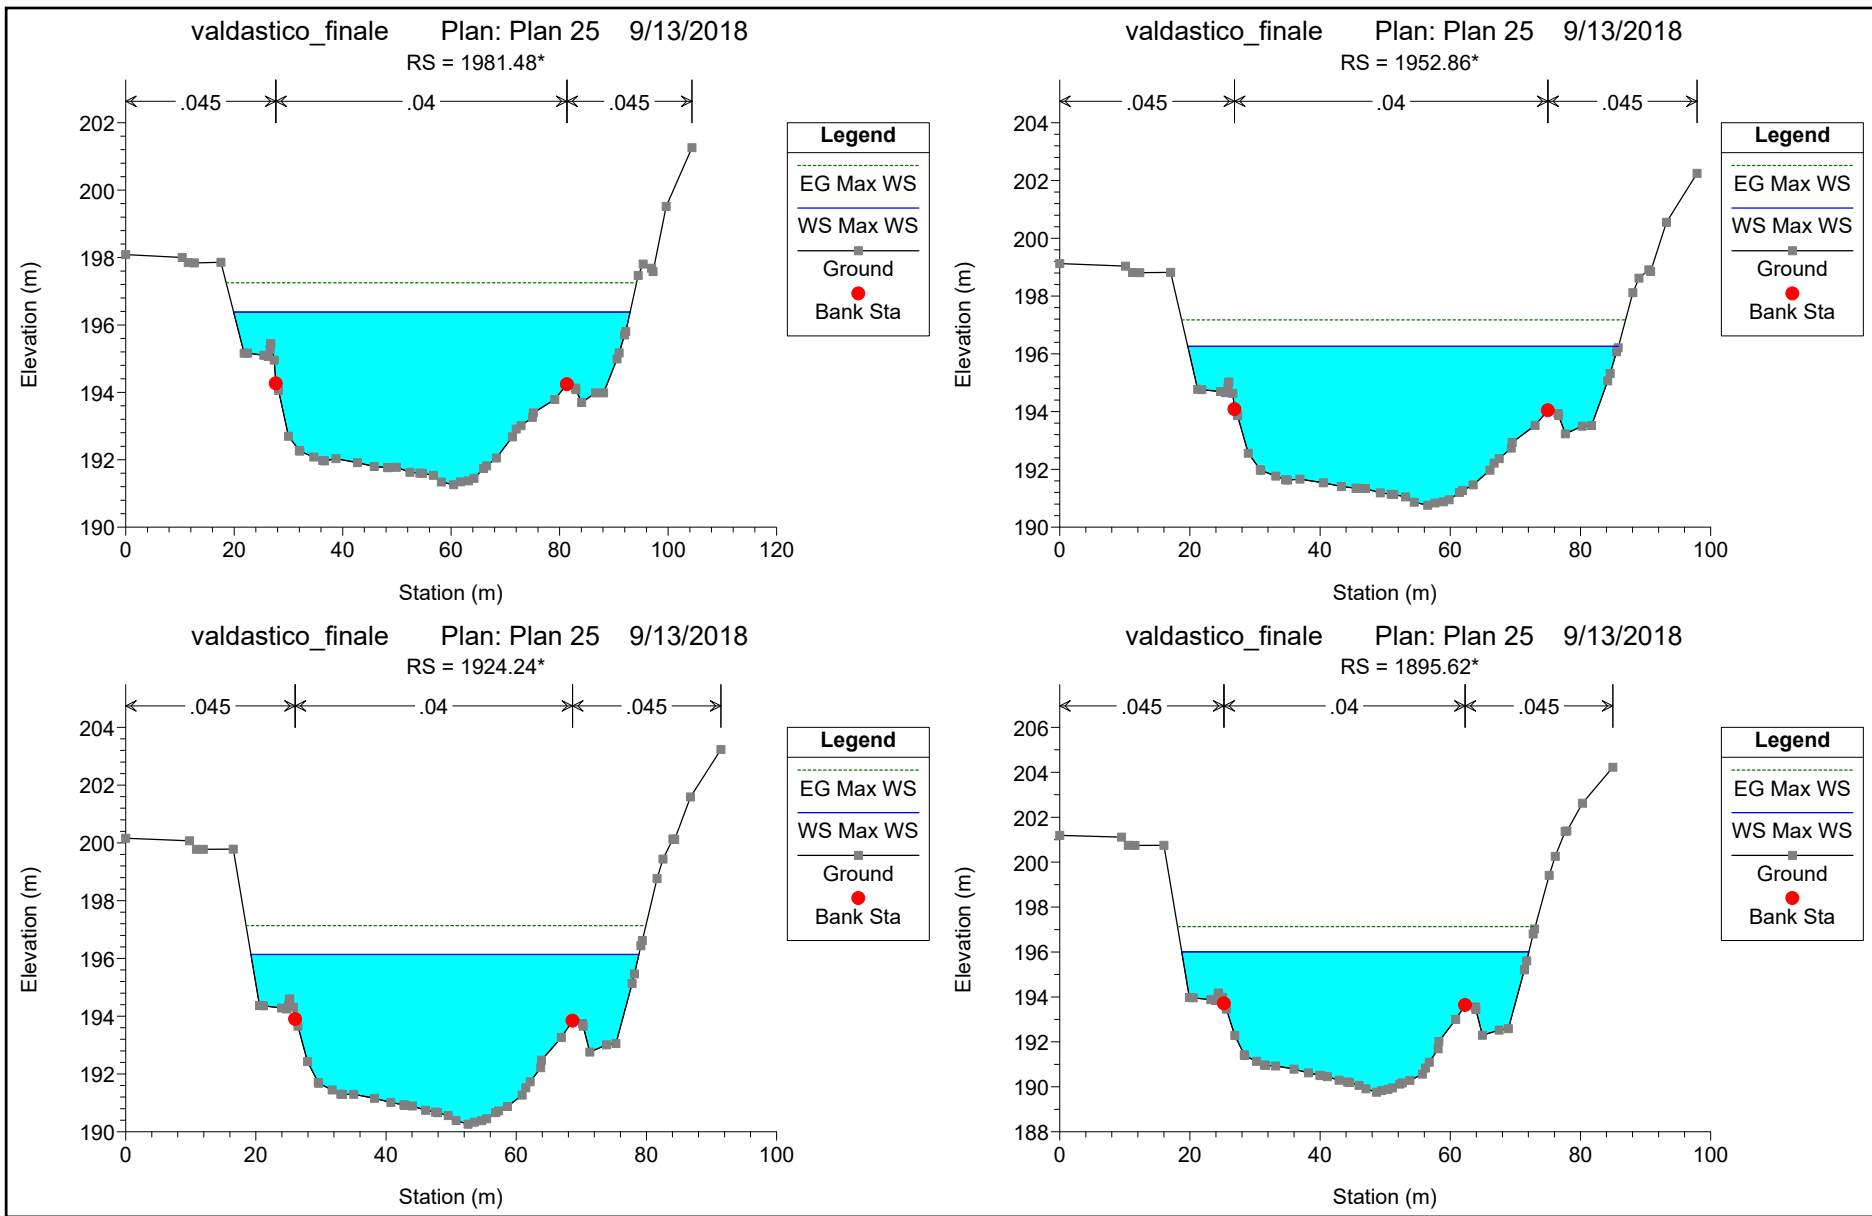 valdastico_finale Plan: Plan 25 9/13/2018
RS = 1981.48*
.045 .04 .045
202
200
198
196
194
192
190
Elevation (m)
0 20 40 60 80 100 120
Station (m)
Legend
EG Max WS
WS Max WS
Ground
Bank Sta
valdastico_finale Plan: Plan 25 9/13/2018
RS = 1952.86*
.045 .04 .045
204
202
200
198
196
194
192
190
Elevation (m)
0 20 40 60 80 100
Station (m)
Legend
EG Max WS
WS Max WS
Ground
Bank Sta
valdastico_finale Plan: Plan 25 9/13/2018
RS = 1924.24*
.045 .04 .045
204
202
200
198
196
194
192
190
Elevation (m)
0 20 40 60 80 100
Station (m)
Legend
EG Max WS
WS Max WS
Ground
Bank Sta
valdastico_finale Plan: Plan 25 9/13/2018
RS = 1895.62*
.045 .04 .045
206
204
202
200
198
196
194
192
190
188
Elevation (m)
0 20 40 60 80 100
Station (m)
Legend
EG Max WS
WS Max WS
Ground
Bank Sta